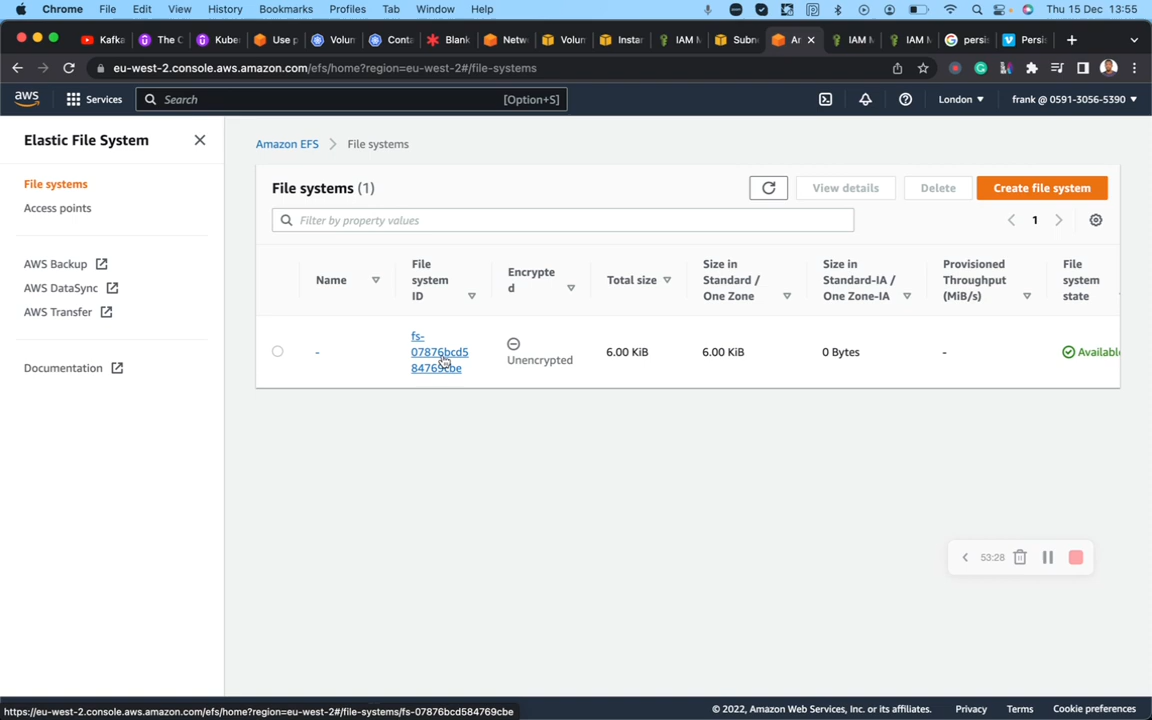 Chrome File Edit View History Bookmarks Profiles Tab Window Help Thu 15 Dec 13:55
Kafka The C Kube Use p Volun Conta Blank Netw Volun Instar IAM M Subn Ar IAM M IAM M persi Persis
eu-west-2.console.aws.amazon.com/efs/home?region=eu-west-2#/file-systems
aws Services Search [Option+S] London frank @ 0591-3056-5390
Elastic File System
File systems
Access points
AWS Backup
AWS DataSync
AWS Transfer
Documentation
Amazon EFS File systems
File systems (1) View details Delete Create file system
Filter by property values 1
Name
File
system
ID
Encrypte
d
Total size
Size in
Standard /
One Zone
Size in
Standard-IA /
One Zone-IA
Provisioned
Throughput
(MiB/s)
File
system
state
-
fs-
07876bcd5
84769cbe
Unencrypted
6.00 KiB
6.00 KiB
0 Bytes
-
Available
53:28
https://eu-west-2.console.aws.amazon.com/efs/home?region=eu-west-2#/file-systems/fs-07876bcd584769cbe
© 2022, Amazon Web Services, Inc. or its affiliates. Privacy Terms Cookie preferences